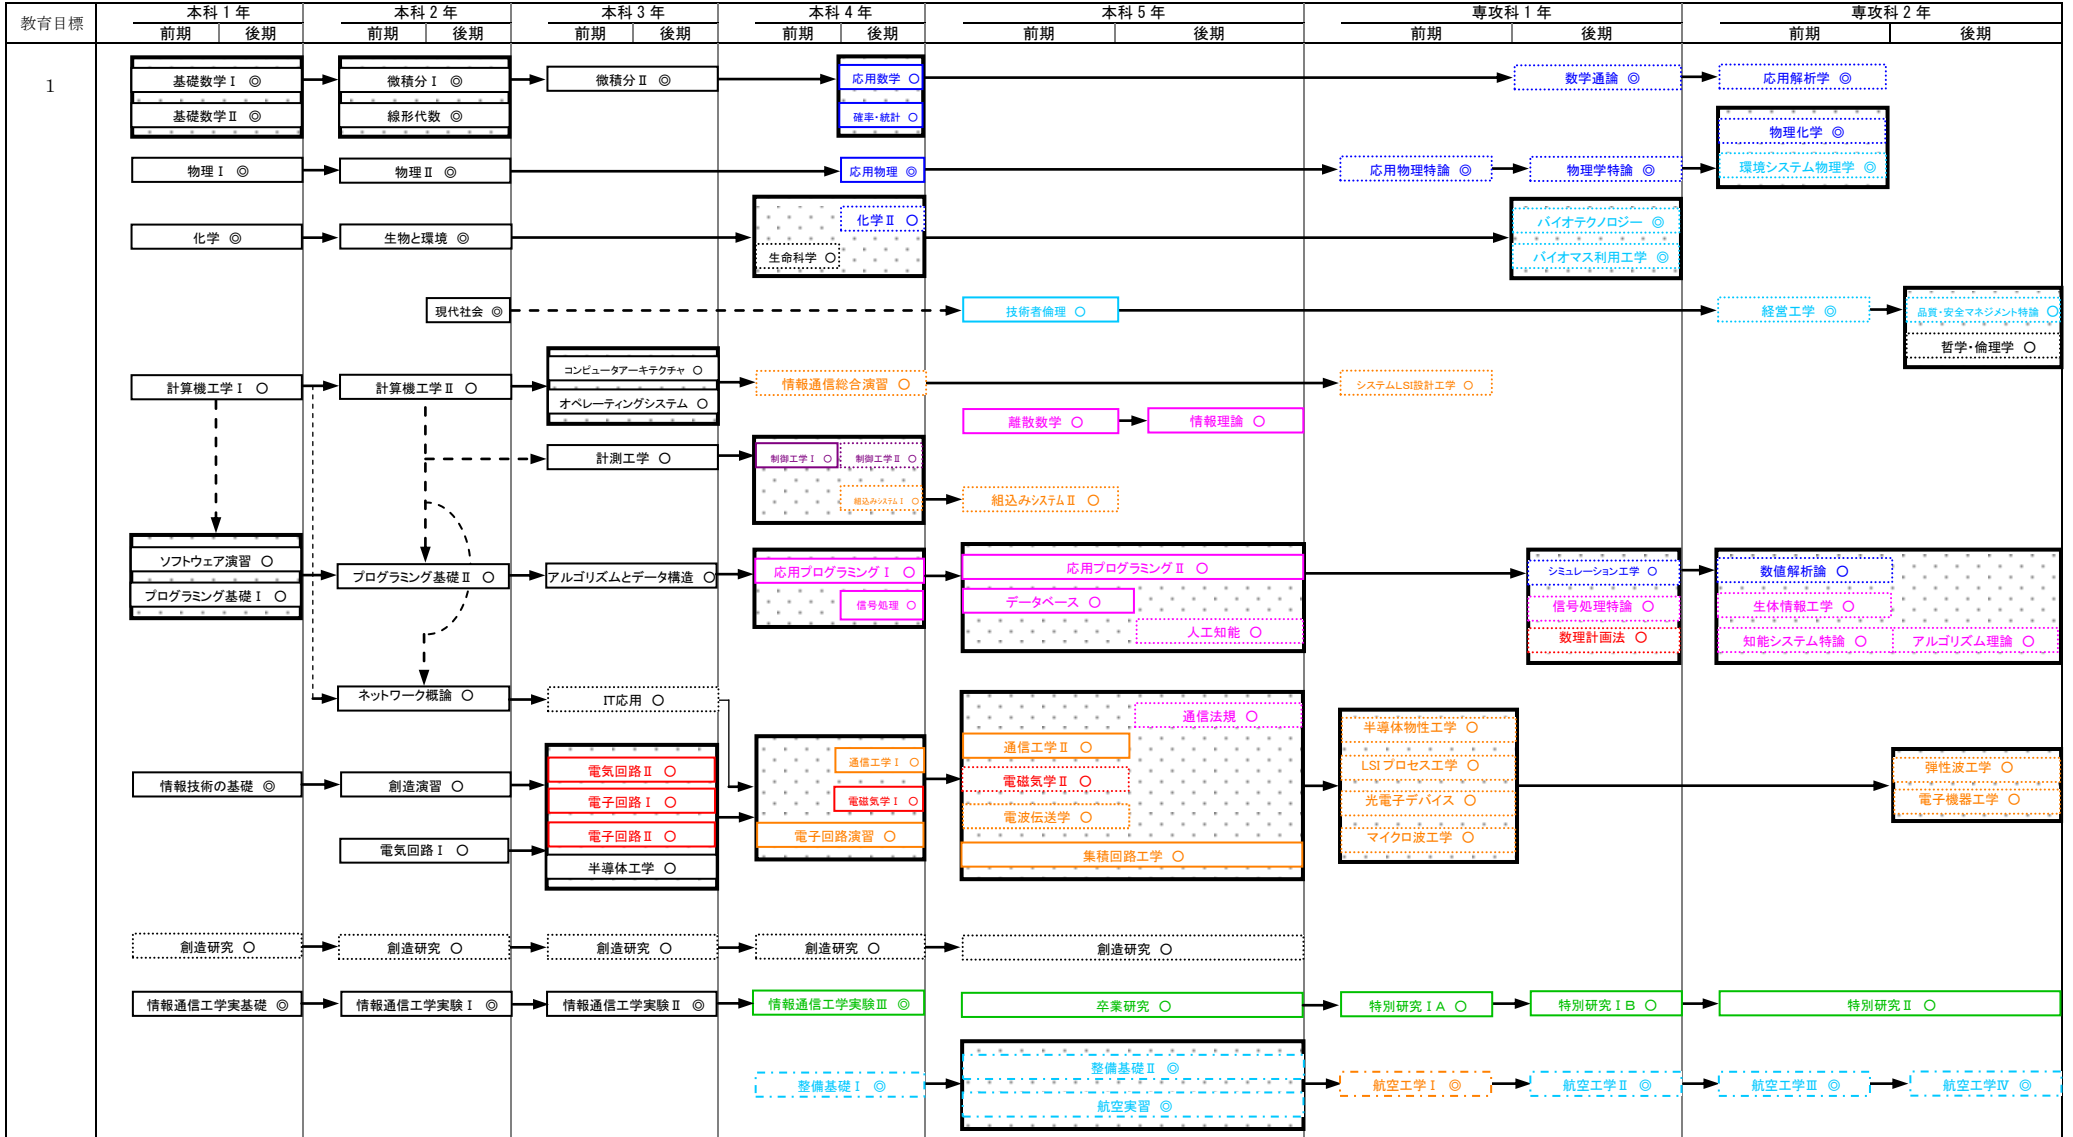 教育目標 本科1年 本科2年 本科3年 本科4年 本科5年 専攻科1年 専攻科2年
前期 後期 前期 後期 前期 後期 前期 後期 前期 後期 前期 後期 前期 後期
1
基礎数学Ⅰ ◎ 微積分Ⅰ ◎ 微積分Ⅱ ◎ 応用数学 ○ 数学通論 ◎ 応用解析学 ◎
基礎数学Ⅱ ◎ 線形代数 ◎ 確率・統計 ○ 物理化学 ◎
物理Ⅰ ◎ 物理Ⅱ ◎ 応用物理 ◎ 応用物理特論 ◎ 物理学特論 ◎ 環境システム物理学 ◎
化学Ⅱ ○ バイオテクノロジー ◎
化学 ◎ 生物と環境 ◎ 生命科学 ○ バイオマス利用工学 ◎
現代社会 ◎ 技術者倫理 ○ 経営工学 ◎ 品質・安全マネジメント特論 ○
哲学・倫理学 ○
コンピュータアーキテクチャ ○
計算機工学Ⅰ ○ 計算機工学Ⅱ ○ 情報通信総合演習 ○ システムLSI設計工学 ○
オペレーティングシステム ○
離散数学 ○ 情報理論 ○
計測工学 ○ 制御工学Ⅰ ○ 制御工学Ⅱ ○
組込みシステムⅠ ○ 組込みシステムⅡ ○
ソフトウェア演習 ○ 応用プログラミングⅠ ○ 応用プログラミングⅡ ○ シミュレーション工学 ○ 数値解析論 ○
プログラミング基礎Ⅱ ○ アルゴリズムとデータ構造 ○
プログラミング基礎Ⅰ ○ 信号処理 ○ データベース ○ 信号処理特論 ○ 生体情報工学 ○
人工知能 ○ 数理計画法 ○ 知能システム特論 ○ アルゴリズム理論 ○
ネットワーク概論 ○ IT応用 ○
通信法規 ○ 半導体物性工学 ○
通信工学Ⅰ ○ 通信工学Ⅱ ○
電気回路Ⅱ ○ LSIプロセス工学 ○ 弾性波工学 ○
情報技術の基礎 ◎ 創造演習 ○ 電磁気学Ⅱ ○
電子回路Ⅰ ○ 電磁気学Ⅰ ○ 光電子デバイス ○ 電子機器工学 ○
電波伝送学 ○
電子回路Ⅱ ○ 電子回路演習 ○ マイクロ波工学 ○
電気回路Ⅰ ○ 集積回路工学 ○
半導体工学 ○
創造研究 ○ 創造研究 ○ 創造研究 ○ 創造研究 ○ 創造研究 ○
情報通信工学実基礎 ◎ 情報通信工学実験Ⅰ ◎ 情報通信工学実験Ⅱ ◎ 情報通信工学実験Ⅲ ◎ 卒業研究 ○ 特別研究ⅠA ○ 特別研究ⅠB ○ 特別研究Ⅱ ○
整備基礎Ⅱ ◎
整備基礎Ⅰ ◎ 航空工学Ⅰ ◎ 航空工学Ⅱ ◎ 航空工学Ⅲ ◎ 航空工学Ⅳ ◎
航空実習 ◎